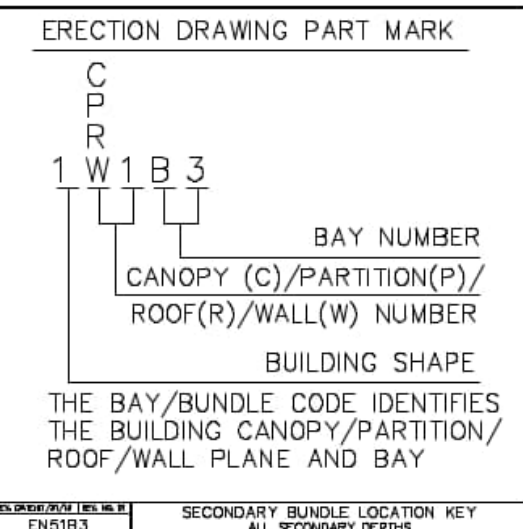 ERECTION DRAWING PART MARK
C
P
R
1 W 1 B 3
BAY NUMBER
CANOPY (C)/PARTITION(P)/
ROOF(R)/WALL(W) NUMBER
BUILDING SHAPE
THE BAY/BUNDLE CODE IDENTIFIES
THE BUILDING CANOPY/PARTITION/
ROOF/WALL PLANE AND BAY
SECONDARY BUNDLE LOCATION KEY
EN51B3
ALL SECONDARY DEPTHS